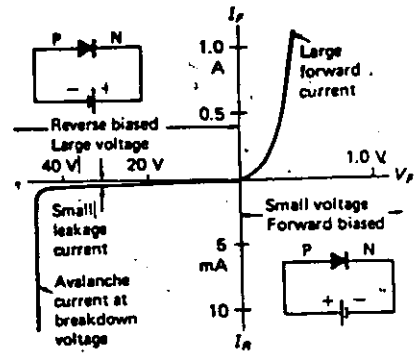 I_F
P N
1.0
A
Large
forward
current
- +
0.5
Reverse biased
Large voltage
40 V
20 V
1.0 V
V_F
Small
leakage
current
Small voltage
Forward biased
5
mA
P N
Avalanche
current at
breakdown
voltage
+ -
10
I_R